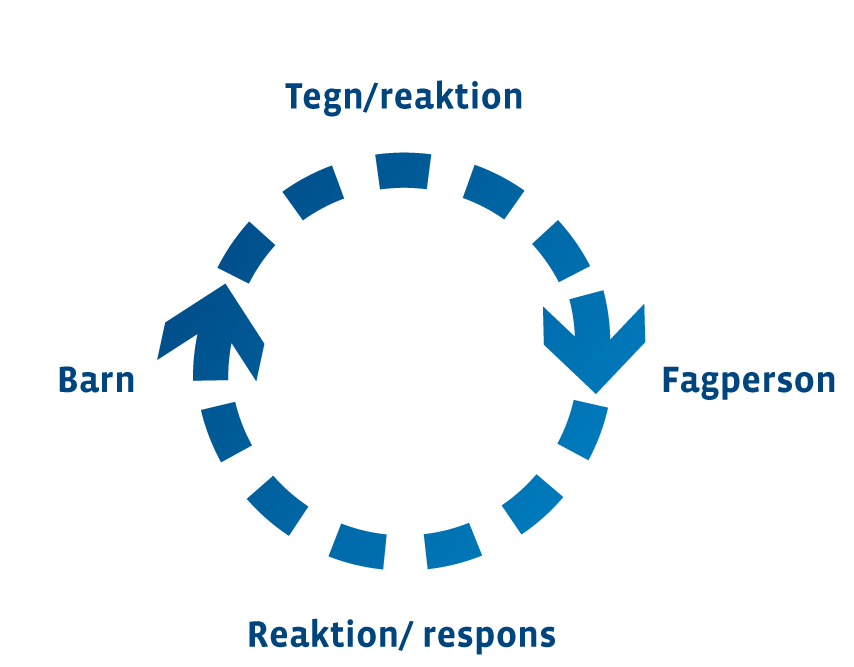 Tegn/reaktion
Barn
Fagperson
Reaktion/ respons